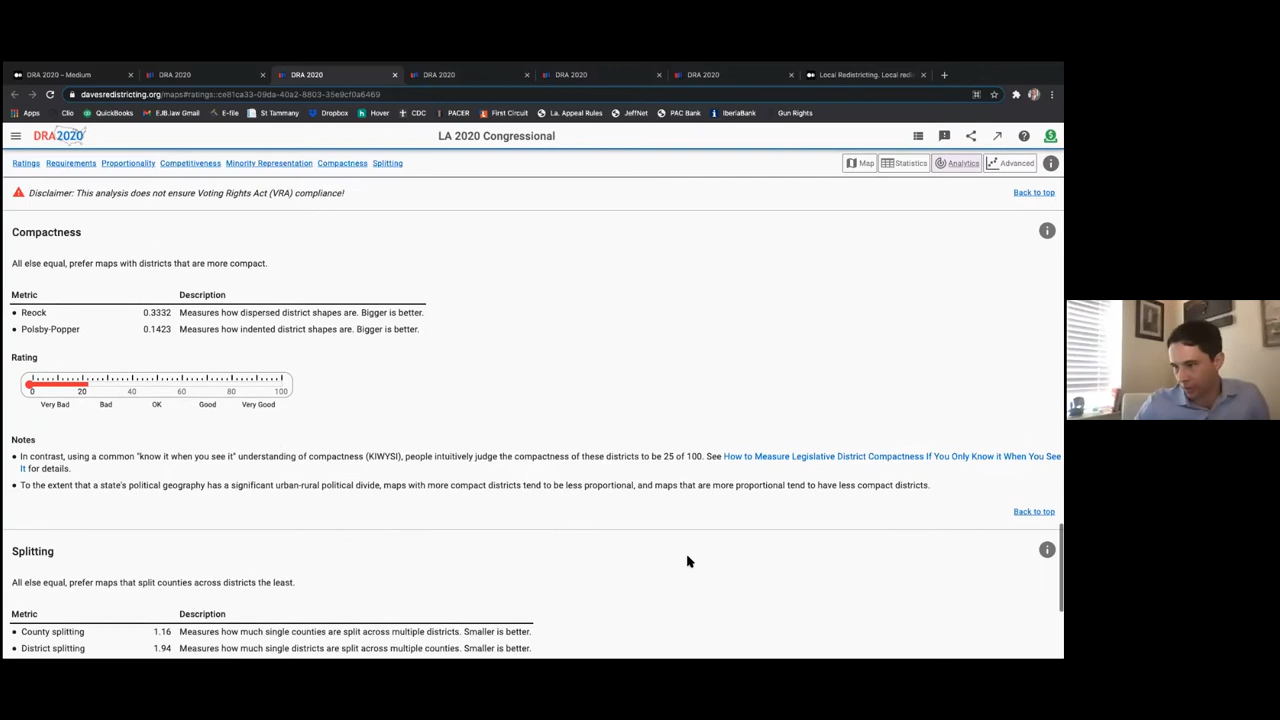 DRA 2020 – Medium
DRA 2020
DRA 2020
DRA 2020
DRA 2020
DRA 2020
Local Redistricting. Local redi
davesredistricting.org/maps#ratings::ce81ca33-09da-40a2-8803-35e9cf0a6469
Apps Clio QuickBooks EJB.law Gmail E-file St Tammany Dropbox Hover CDC PACER First Circuit La. Appeal Rules JeffNet PAC Bank IberiaBank Gun Rights
DRA2020
LA 2020 Congressional
Ratings Requirements Proportionality Competitiveness Minority Representation Compactness Splitting
Map Statistics Analytics Advanced
Disclaimer: This analysis does not ensure Voting Rights Act (VRA) compliance!
Back to top
Compactness
All else equal, prefer maps with districts that are more compact.
Metric Description
• Reock 0.3332 Measures how dispersed district shapes are. Bigger is better.
• Polsby-Popper 0.1423 Measures how indented district shapes are. Bigger is better.
Rating
0 20 40 60 80 100
Very Bad Bad OK Good Very Good
Notes
• In contrast, using a common "know it when you see it" understanding of compactness (KIWYSI), people intuitively judge the compactness of these districts to be 25 of 100. See How to Measure Legislative District Compactness If You Only Know it When You See
It for details.
• To the extent that a state's political geography has a significant urban-rural political divide, maps with more compact districts tend to be less proportional, and maps that are more proportional tend to have less compact districts.
Back to top
Splitting
All else equal, prefer maps that split counties across districts the least.
Metric Description
• County splitting 1.16 Measures how much single counties are split across multiple districts. Smaller is better.
• District splitting 1.94 Measures how much single districts are split across multiple counties. Smaller is better.